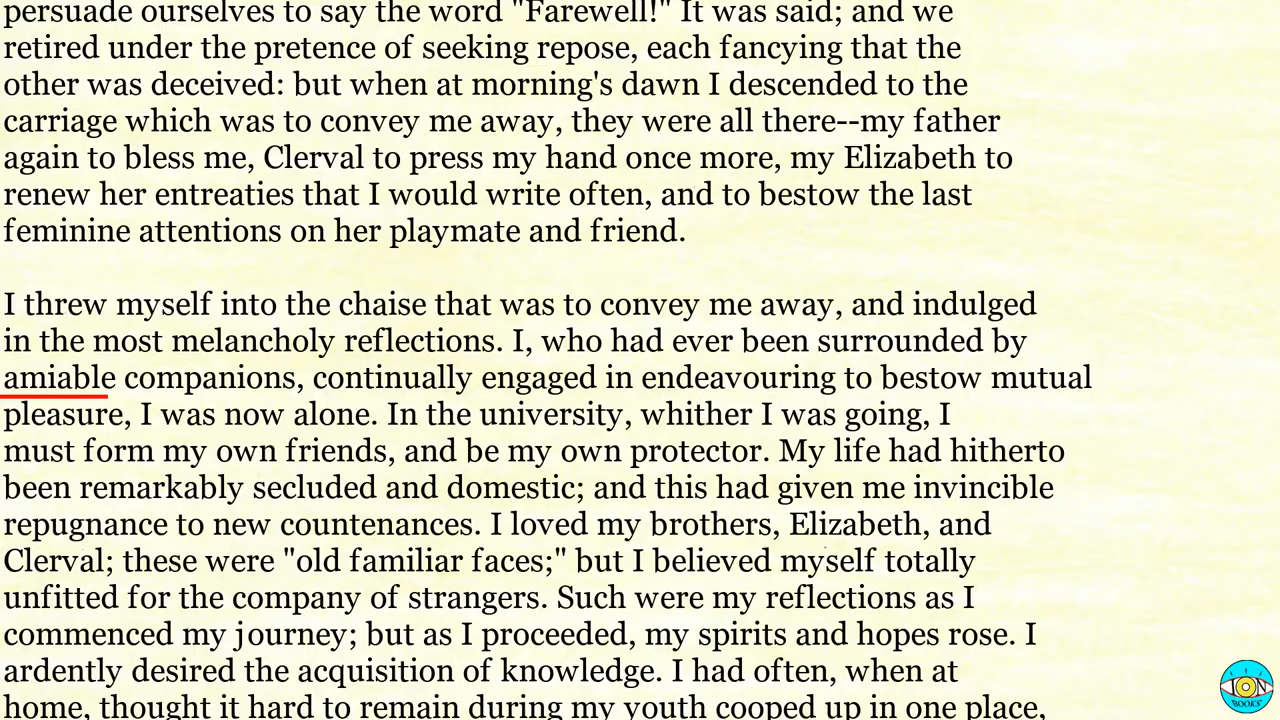 persuade ourselves to say the word "Farewell!" It was said; and we
retired under the pretence of seeking repose, each fancying that the
other was deceived: but when at morning's dawn I descended to the
carriage which was to convey me away, they were all there--my father
again to bless me, Clerval to press my hand once more, my Elizabeth to
renew her entreaties that I would write often, and to bestow the last
feminine attentions on her playmate and friend.
I threw myself into the chaise that was to convey me away, and indulged
in the most melancholy reflections. I, who had ever been surrounded by
amiable companions, continually engaged in endeavouring to bestow mutual
pleasure, I was now alone. In the university, whither I was going, I
must form my own friends, and be my own protector. My life had hitherto
been remarkably secluded and domestic; and this had given me invincible
repugnance to new countenances. I loved my brothers, Elizabeth, and
Clerval; these were "old familiar faces;" but I believed myself totally
unfitted for the company of strangers. Such were my reflections as I
commenced my journey; but as I proceeded, my spirits and hopes rose. I
ardently desired the acquisition of knowledge. I had often, when at
home, thought it hard to remain during my youth cooped up in one place,
ION
BOOKS